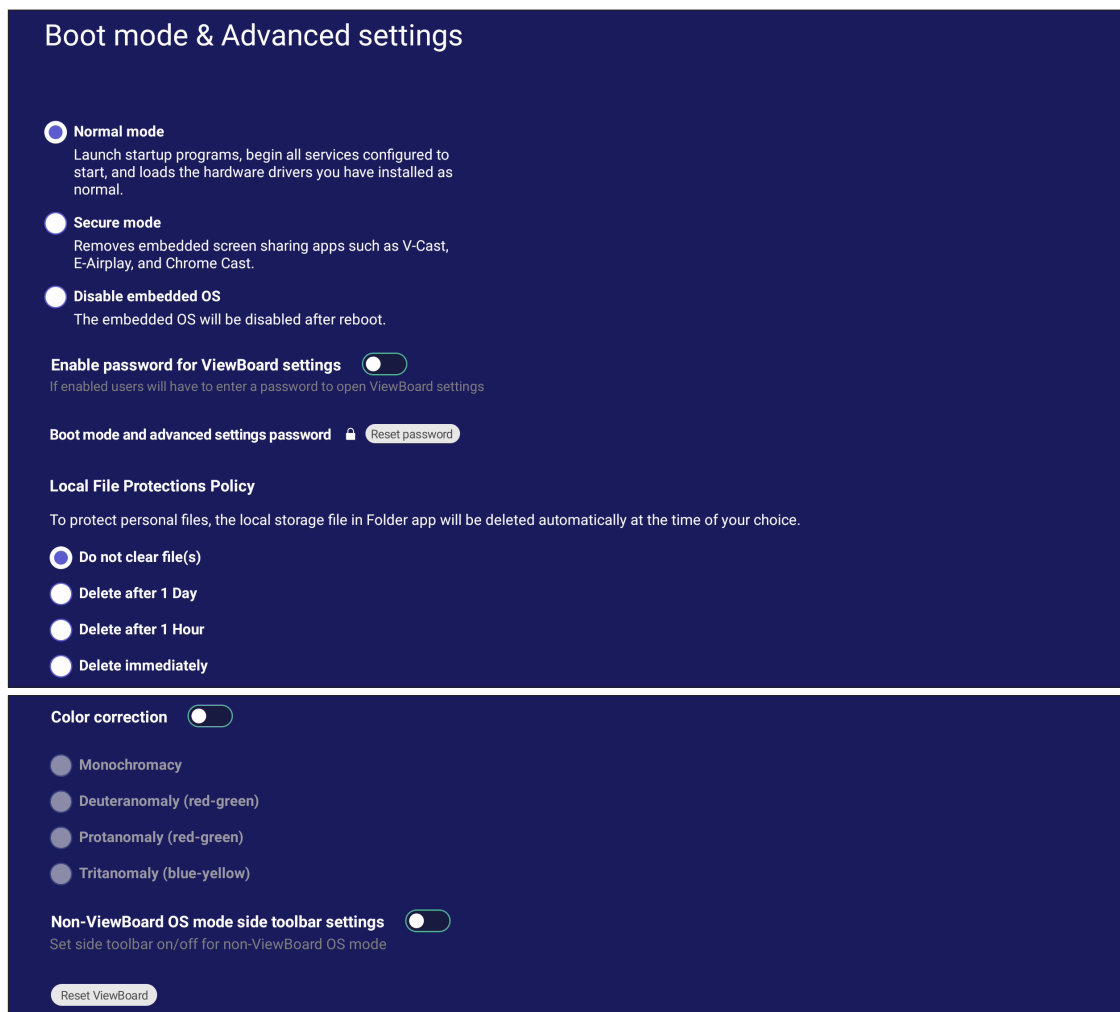 Boot mode & Advanced settings
Normal mode
Launch startup programs, begin all services configured to
start, and loads the hardware drivers you have installed as
normal.
Secure mode
Removes embedded screen sharing apps such as V-Cast,
E-Airplay, and Chrome Cast.
Disable embedded OS
The embedded OS will be disabled after reboot.
Enable password for ViewBoard settings
If enabled users will have to enter a password to open ViewBoard settings
Boot mode and advanced settings password Reset password
Local File Protections Policy
To protect personal files, the local storage file in Folder app will be deleted automatically at the time of your choice.
Do not clear file(s)
Delete after 1 Day
Delete after 1 Hour
Delete immediately
Color correction
Monochromacy
Deuteranomaly (red-green)
Protanomaly (red-green)
Tritanomaly (blue-yellow)
Non-ViewBoard OS mode side toolbar settings
Set side toolbar on/off for non-ViewBoard OS mode
Reset ViewBoard